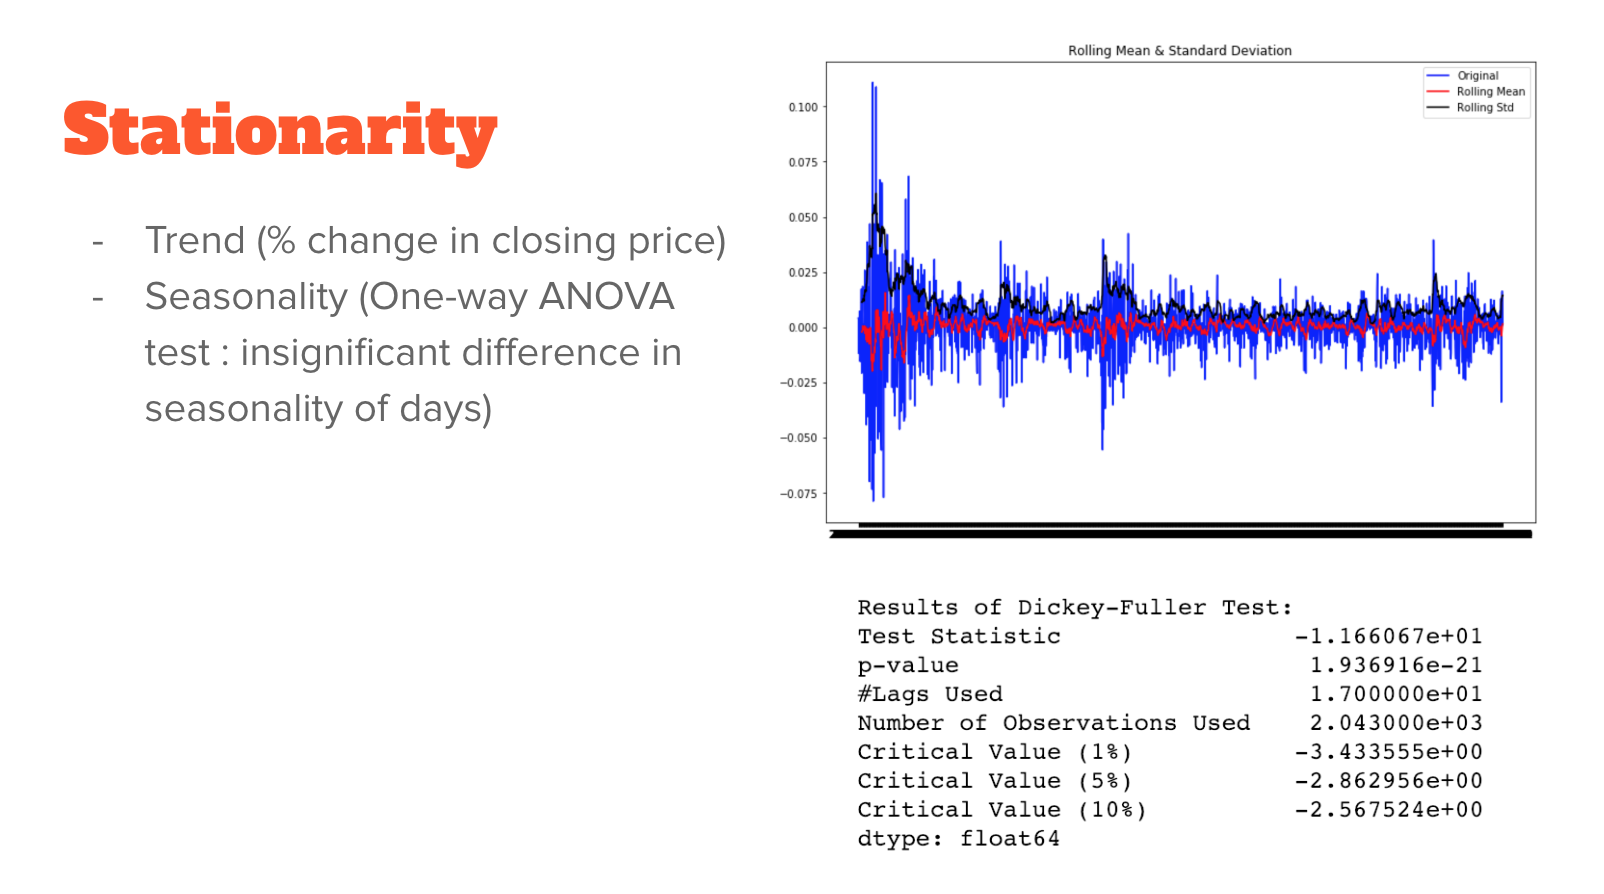 Stationarity
- Trend (% change in closing price)
- Seasonality (One-way ANOVA
test : insignificant difference in
seasonality of days)
Rolling Mean & Standard Deviation
Original
Rolling Mean
Rolling Std
0.100
0.075
0.050
0.025
0.000
−0.025
−0.050
−0.075
Results of Dickey-Fuller Test:
Test Statistic -1.166067e+01
p-value 1.936916e-21
#Lags Used 1.700000e+01
Number of Observations Used 2.043000e+03
Critical Value (1%) -3.433555e+00
Critical Value (5%) -2.862956e+00
Critical Value (10%) -2.567524e+00
dtype: float64